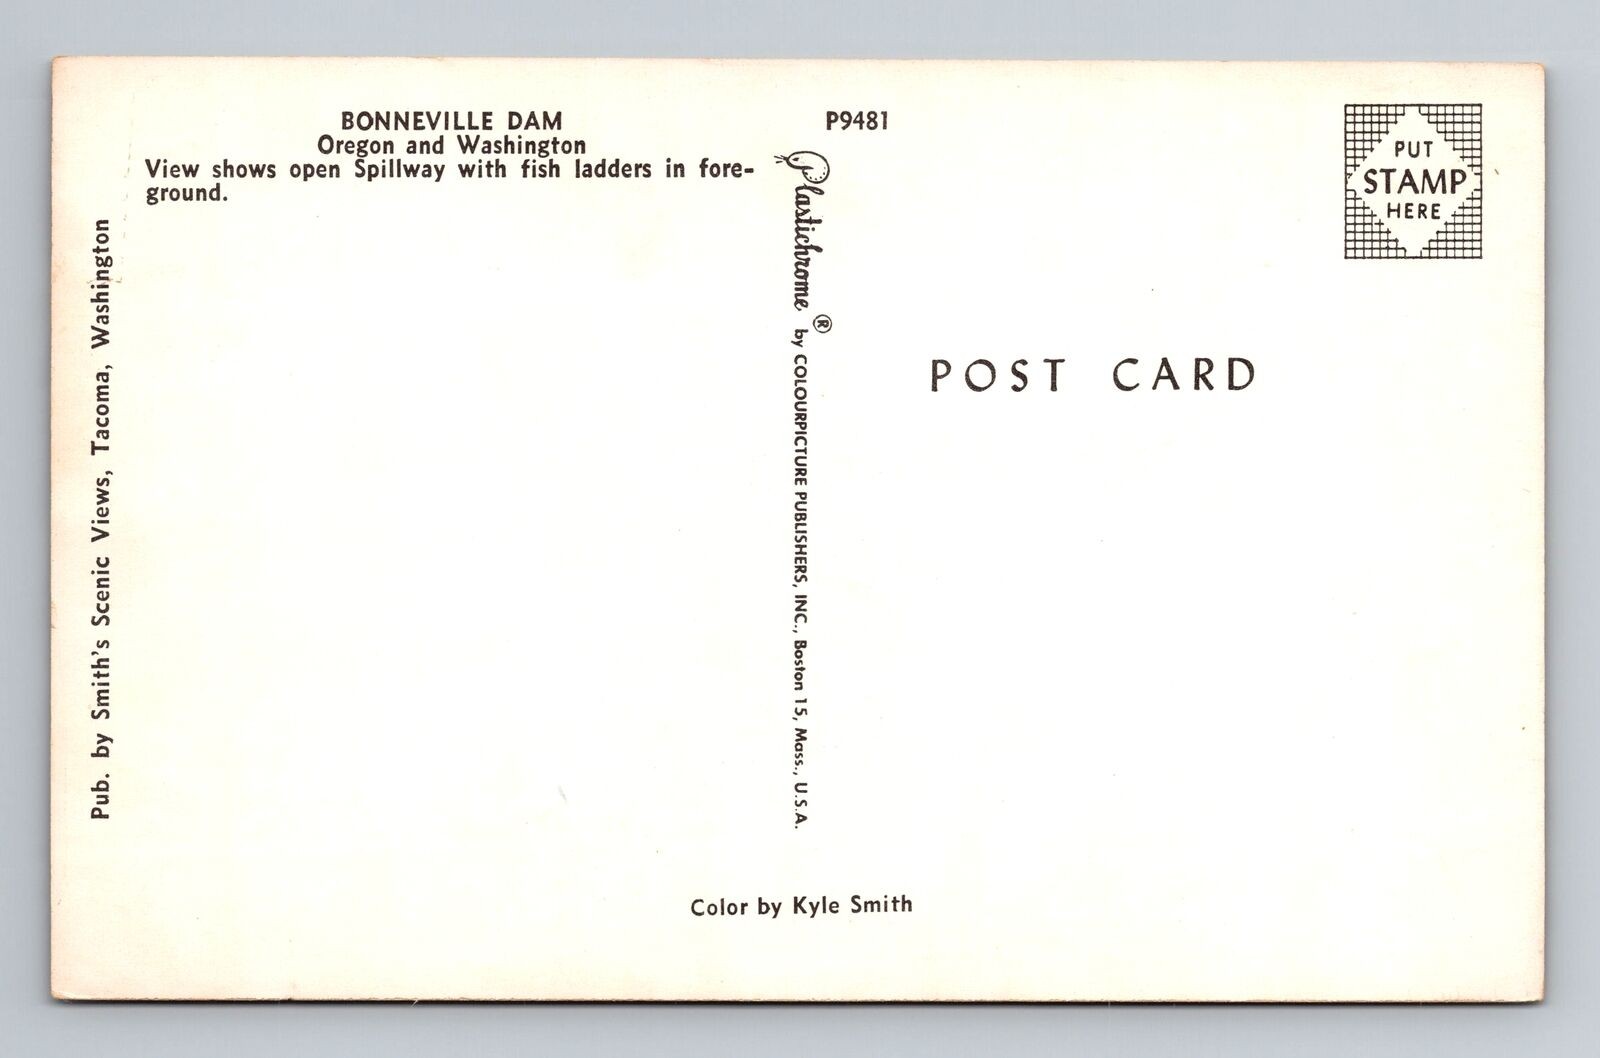 BONNEVILLE DAM
Oregon and Washington
View shows open Spillway with fish ladders in fore-
ground.
Pub. by Smith's Scenic Views, Tacoma, Washington
P9481
Plastichrome ® by COLOURPICTURE PUBLISHERS, INC., Boston 15, Mass., U.S.A.
PUT
STAMP
HERE
POST CARD
Color by Kyle Smith